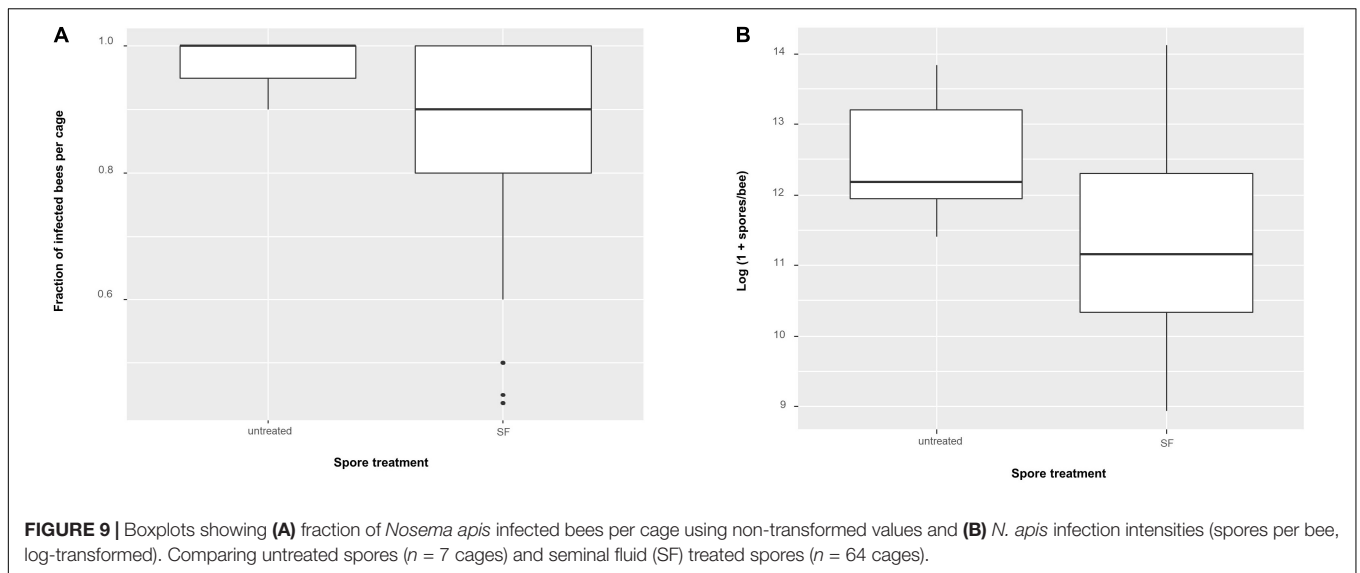 A
1.0
0.8
0.6
Fraction of infected bees per cage
untreated
SF
Spore treatment
B
14
13
12
11
10
9
Log (1 + spores/bee)
untreated
SF
Spore treatment
FIGURE 9 | Boxplots showing (A) fraction of Nosema apis infected bees per cage using non-transformed values and (B) N. apis infection intensities (spores per bee,
log-transformed). Comparing untreated spores (n = 7 cages) and seminal fluid (SF) treated spores (n = 64 cages).